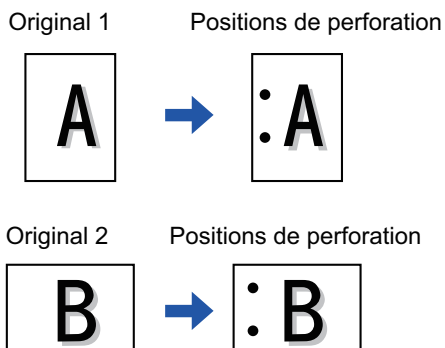 Original 1 Positions de perforation
A A
Original 2 Positions de perforation
B B